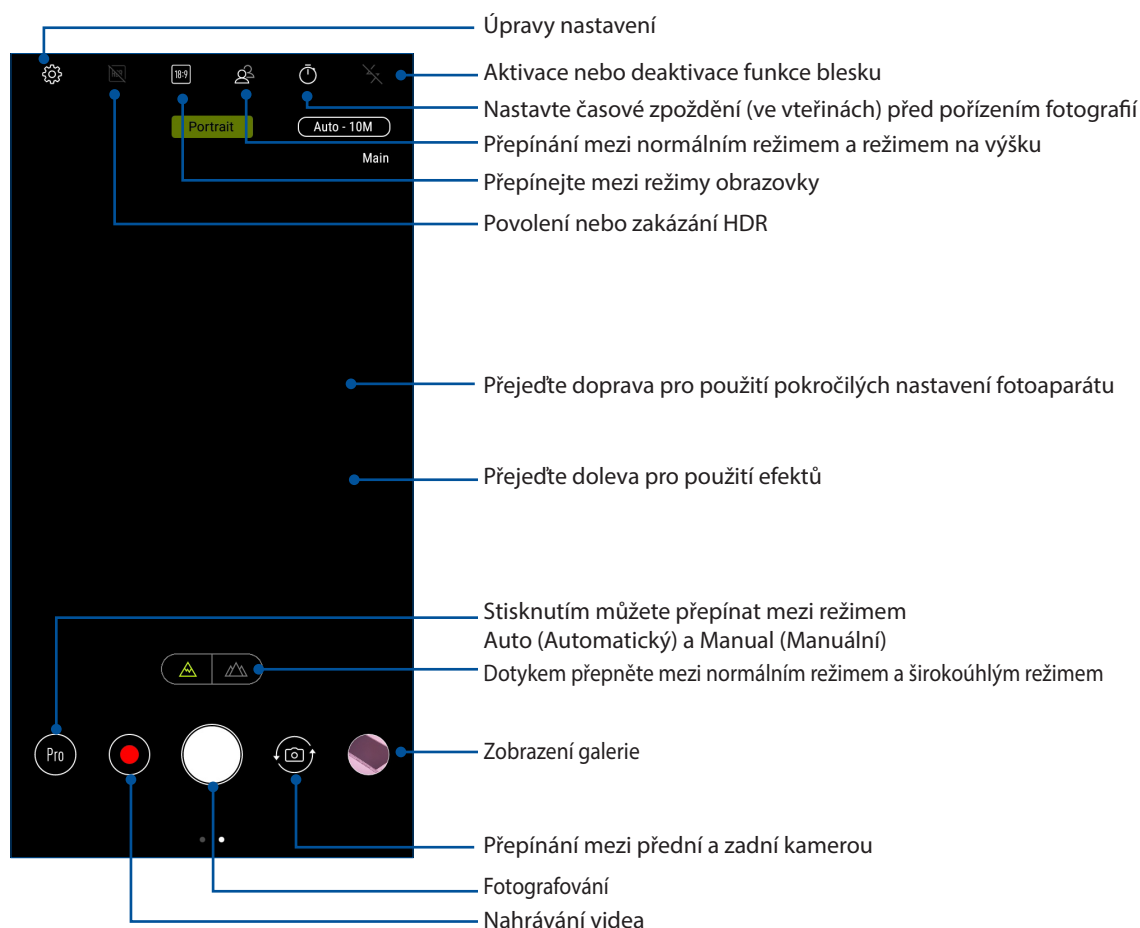 Úpravy nastavení
HDR
18:9
Aktivace nebo deaktivace funkce blesku
Nastavte časové zpoždění (ve vteřinách) před pořízením fotografií
Portrait
Auto - 10M
Přepínání mezi normálním režimem a režimem na výšku
Main
Přepínejte mezi režimy obrazovky
Povolení nebo zakázání HDR
Přejeďte doprava pro použití pokročilých nastavení fotoaparátu
Přejeďte doleva pro použití efektů
Stisknutím můžete přepínat mezi režimem
Auto (Automatický) a Manual (Manuální)
Dotykem přepněte mezi normálním režimem a širokoúhlým režimem
Pro
Zobrazení galerie
Přepínání mezi přední a zadní kamerou
Fotografování
Nahrávání videa